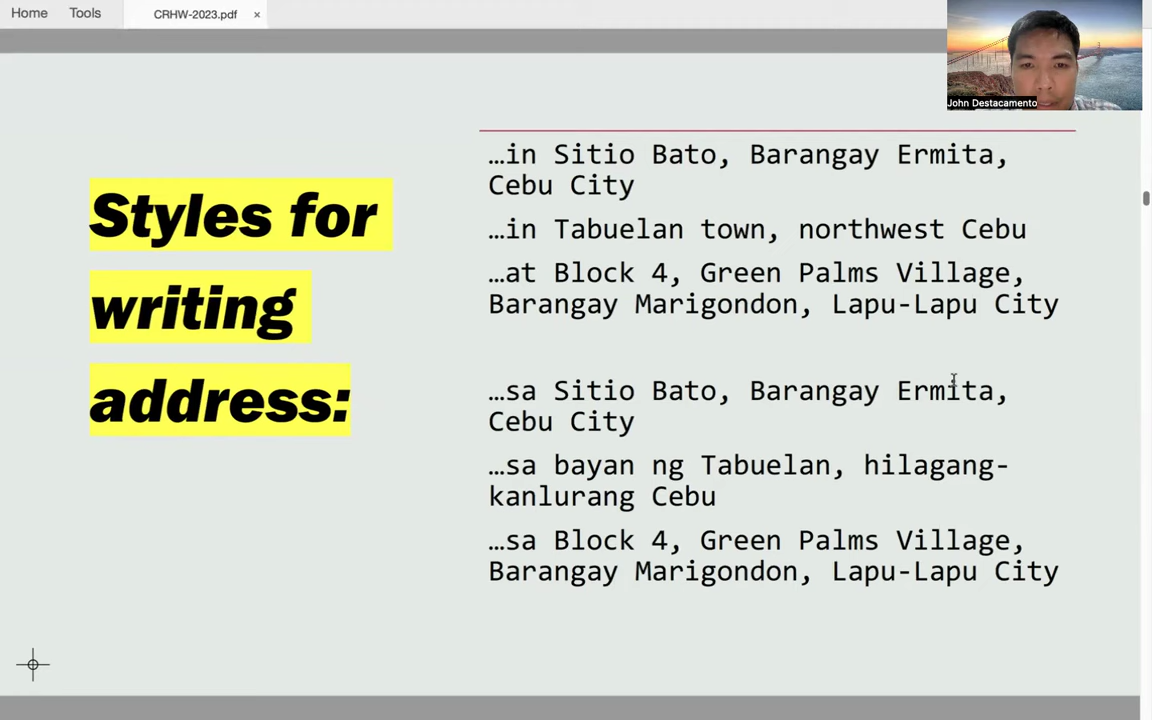 Home Tools CRHW-2023.pdf ×
John Destacamento
Styles for
writing
address:
…in Sitio Bato, Barangay Ermita,
Cebu City
…in Tabuelan town, northwest Cebu
…at Block 4, Green Palms Village,
Barangay Marigondon, Lapu-Lapu City
…sa Sitio Bato, Barangay Ermita,
Cebu City
…sa bayan ng Tabuelan, hilagang-
kanlurang Cebu
…sa Block 4, Green Palms Village,
Barangay Marigondon, Lapu-Lapu City